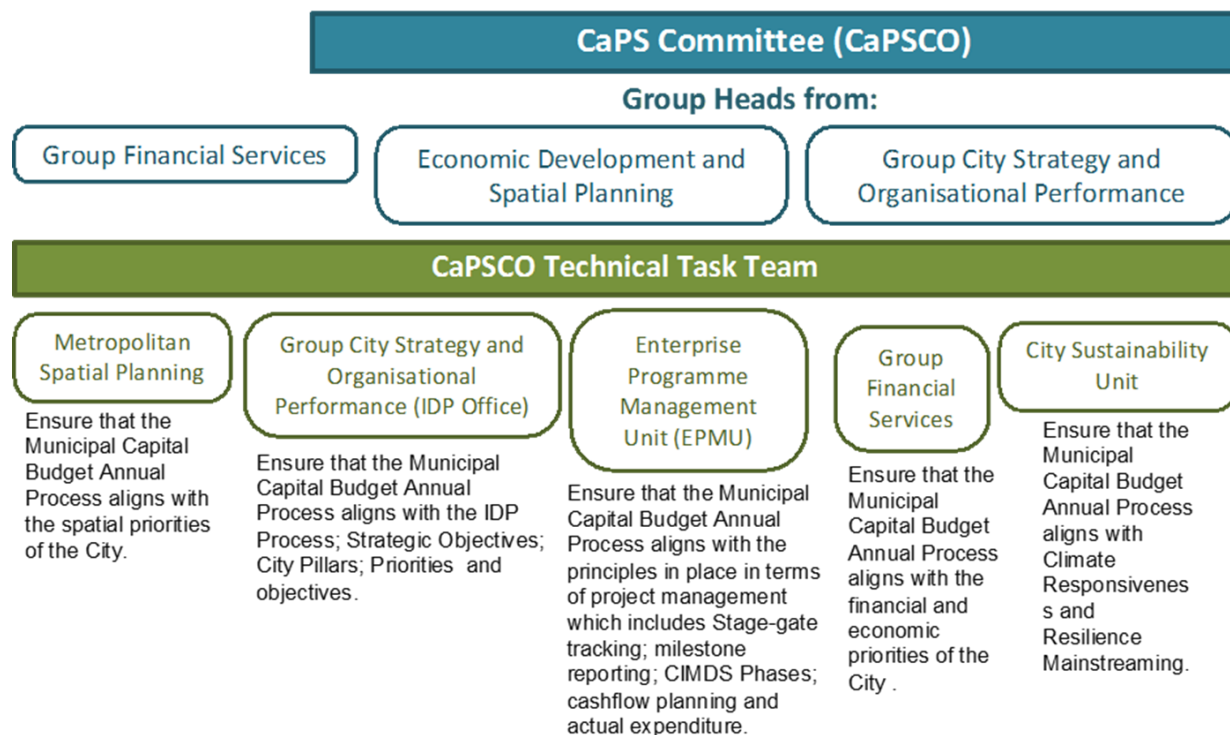 CaPS Committee (CaPSCO)
Group Heads from:
Group Financial Services
Economic Development and
Spatial Planning
Group City Strategy and
Organisational Performance
CaPSCO Technical Task Team
Metropolitan
Spatial Planning
Ensure that the
Municipal Capital
Budget Annual
Process aligns with
the spatial priorities
of the City.
Group City Strategy and
Organisational
Performance (IDP Office)
Ensure that the Municipal
Capital Budget Annual
Process aligns with the IDP
Process; Strategic Objectives;
City Pillars; Priorities and
objectives.
Enterprise
Programme
Management
Unit (EPMU)
Ensure that the Municipal
Capital Budget Annual
Process aligns with the
principles in place in terms
of project management
which includes Stage-gate
tracking; milestone
reporting; CIMDS Phases;
cashflow planning and
actual expenditure.
Group
Financial
Services
Ensure that the
Municipal
Capital Budget
Annual Process
aligns with the
financial and
economic
priorities of the
City .
City Sustainability
Unit
Ensure that the
Municipal
Capital Budget
Annual Process
aligns with
Climate
Responsivenes
s and
Resilience
Mainstreaming.